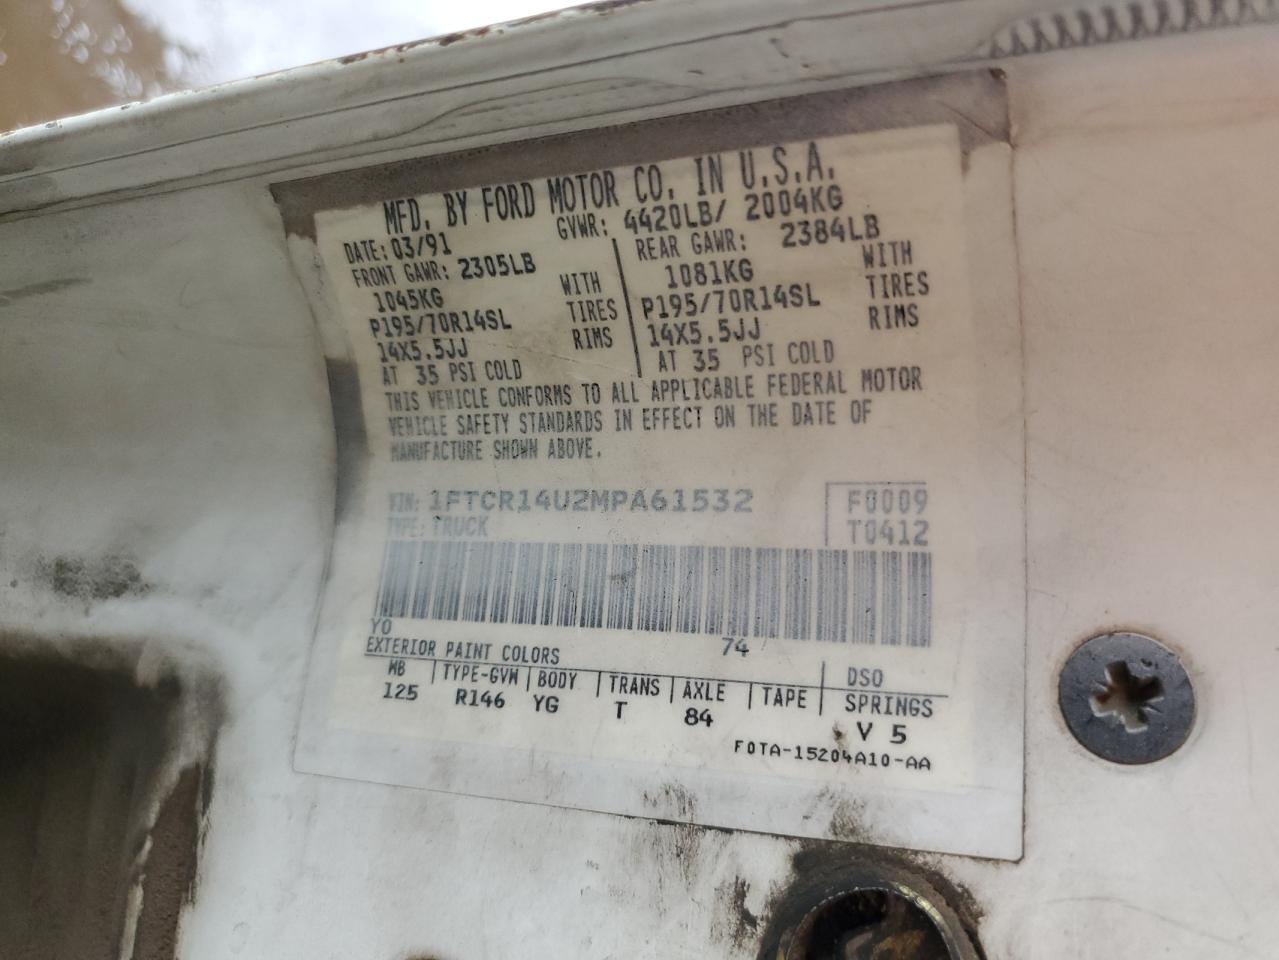 MFD. BY FORD MOTOR CO. IN U.S.A.
DATE: 03/91 GVWR: 4420LB/ 2004KG
FRONT GAWR: 2305LB REAR GAWR: 2384LB
1045KG WITH 1081KG WITH
P195/70R14SL TIRES P195/70R14SL TIRES
14X5.5JJ RIMS 14X5.5JJ RIMS
AT 35 PSI COLD AT 35 PSI COLD
THIS VEHICLE CONFORMS TO ALL APPLICABLE FEDERAL MOTOR
VEHICLE SAFETY STANDARDS IN EFFECT ON THE DATE OF
MANUFACTURE SHOWN ABOVE.
VIN: 1FTCR14U2MPA61532 F0009
TYPE: TRUCK T0412
YO 74
EXTERIOR PAINT COLORS DSO
WB TYPE-GVW BODY TRANS AXLE TAPE SPRINGS
125 R146 YG T 84 V 5
F0TA-15204A10-AA